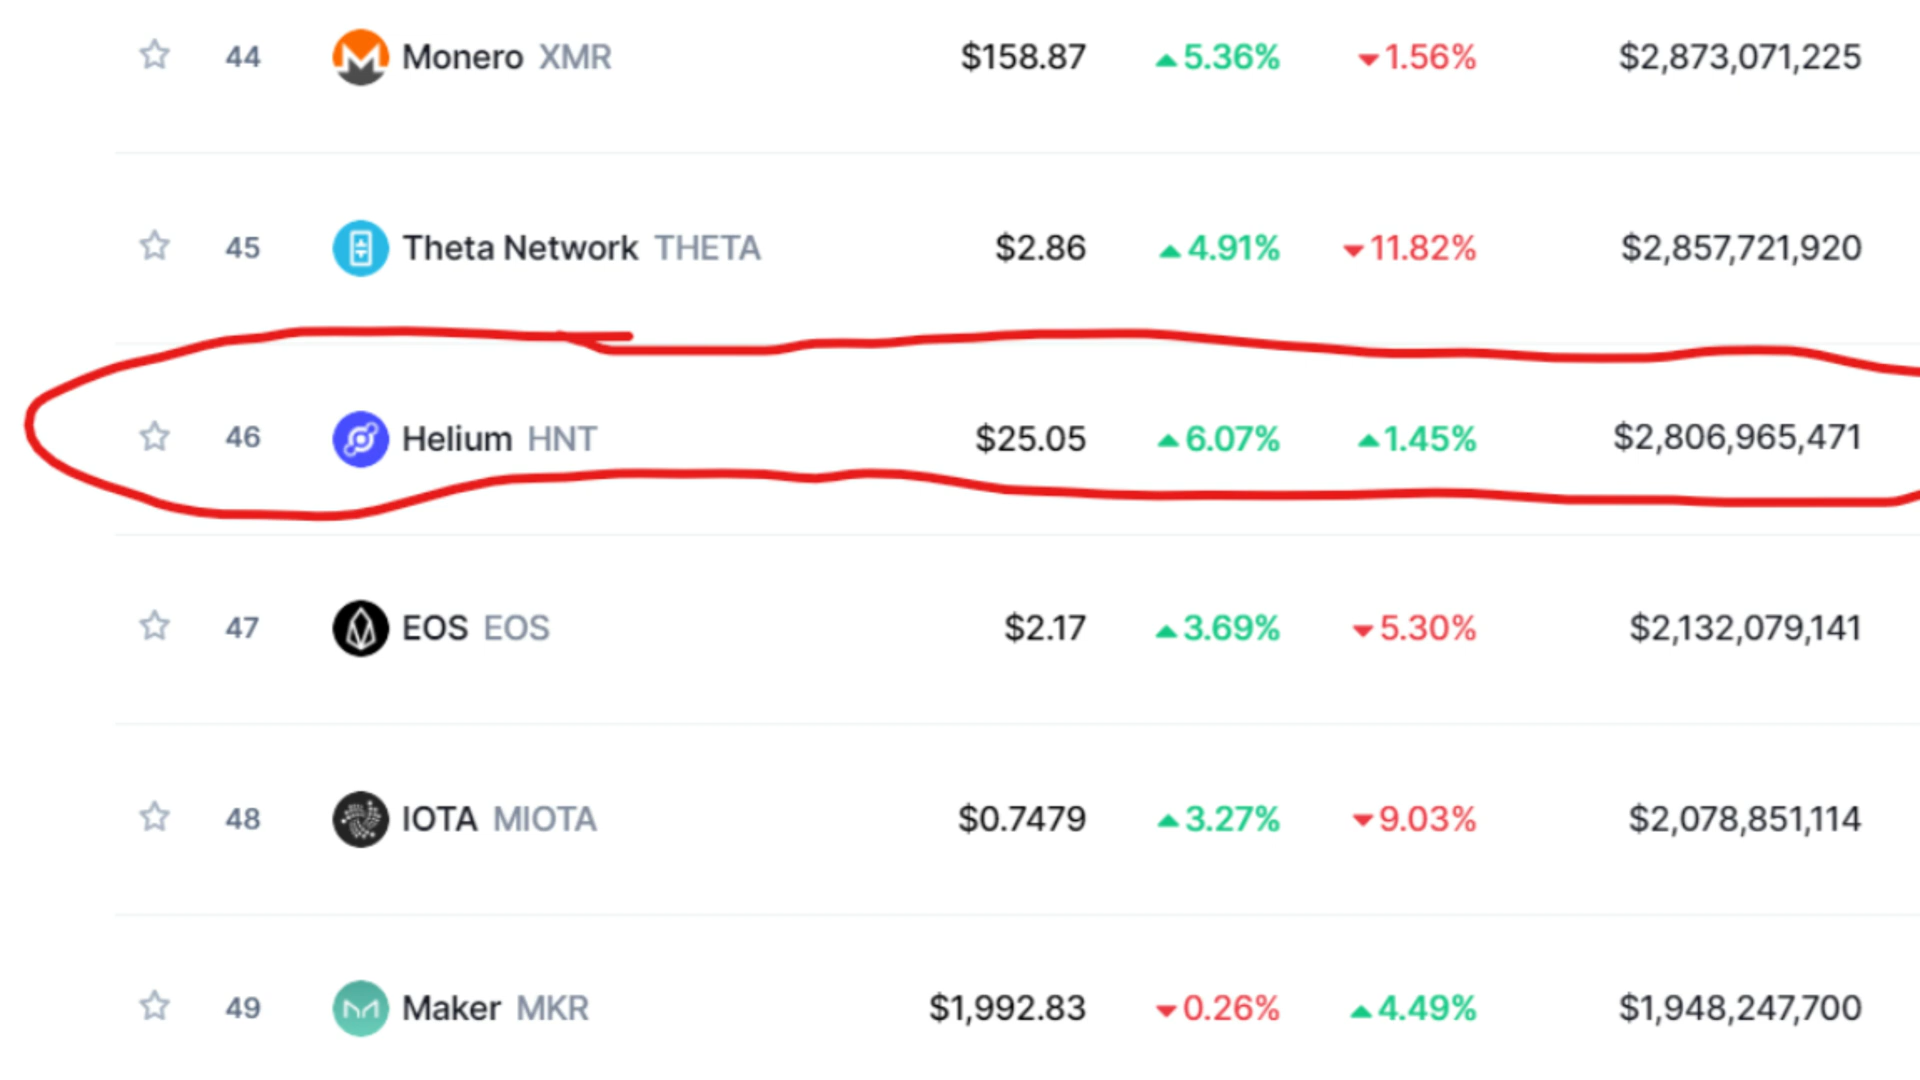 44 Monero XMR $158.87 5.36% 1.56% $2,873,071,225
45 Theta Network THETA $2.86 4.91% 11.82% $2,857,721,920
46 Helium HNT $25.05 6.07% 1.45% $2,806,965,471
47 EOS EOS $2.17 3.69% 5.30% $2,132,079,141
48 IOTA MIOTA $0.7479 3.27% 9.03% $2,078,851,114
49 Maker MKR $1,992.83 0.26% 4.49% $1,948,247,700